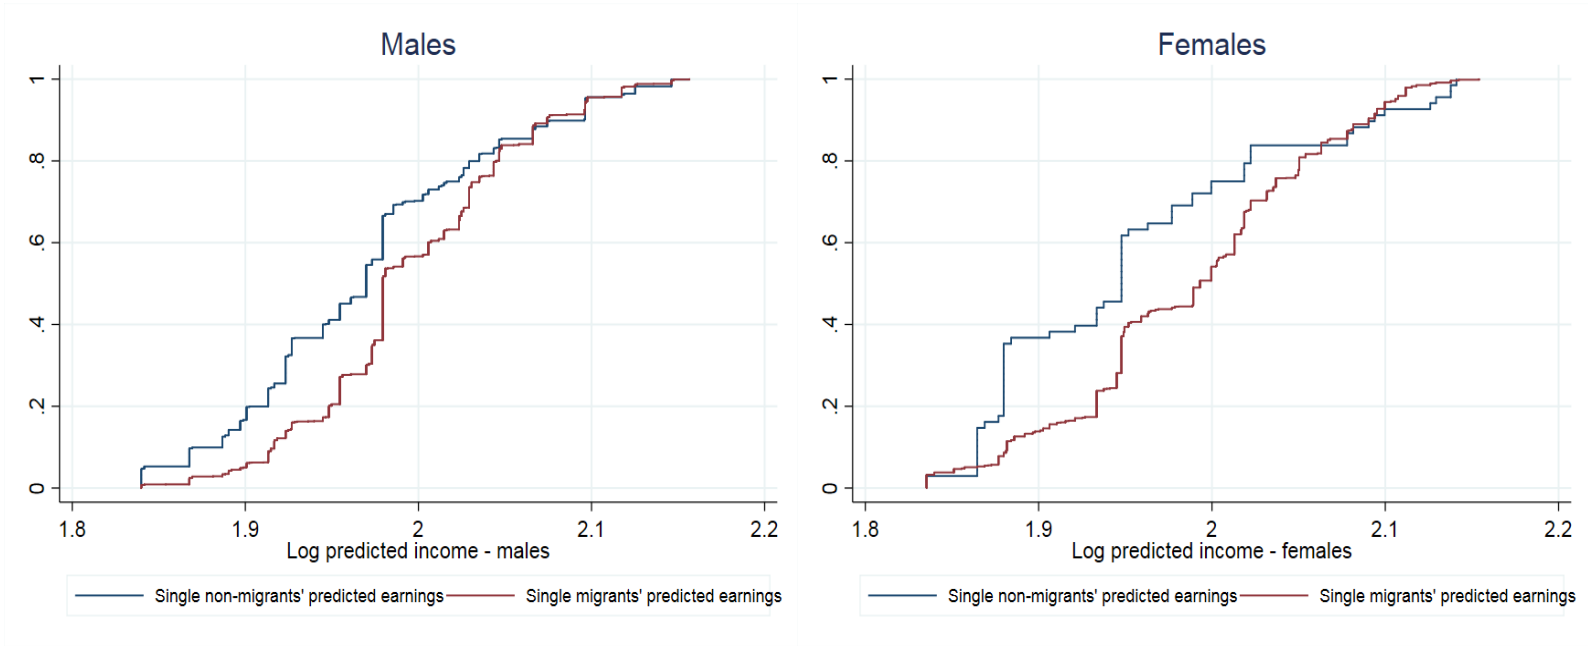 Males
1
.8
.6
.4
.2
0
1.8 1.9 2 2.1 2.2
Log predicted income - males
Single non-migrants' predicted earnings Single migrants' predicted earnings
Females
1
.8
.6
.4
.2
0
1.8 1.9 2 2.1 2.2
Log predicted income - females
Single non-migrants' predicted earnings Single migrants' predicted earnings